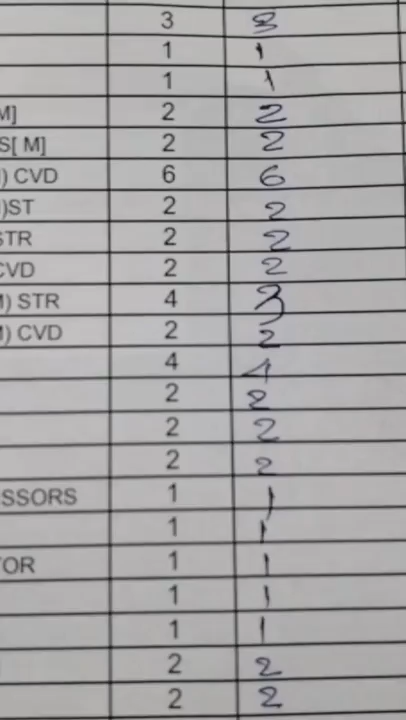 3 3
1 1
1 1
M] 2 2
S[ M] 2 2
) CVD 6 6
)ST 2 2
STR 2 2
CVD 2 2
) STR 4 3
) CVD 2 2
4 4
2 2
2 2
2 2
SSORS 1 1
1 1
TOR 1 1
1 1
1 1
2 2
2 2